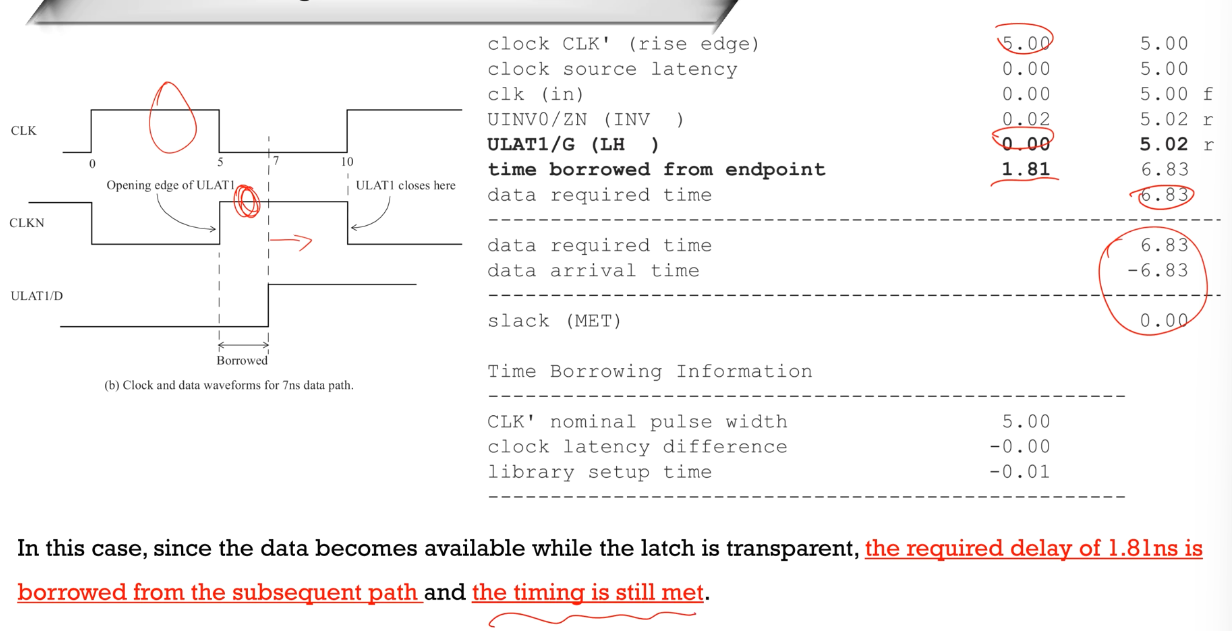 CLK
0
5
7
10
Opening edge of ULAT1
ULAT1 closes here
CLKN
ULAT1/D
Borrowed
(b) Clock and data waveforms for 7ns data path.
clock CLK' (rise edge) 5.00 5.00
clock source latency 0.00 5.00
clk (in) 0.00 5.00 f
UINV0/ZN (INV ) 0.02 5.02 r
ULAT1/G (LH ) 0.00 5.02 r
time borrowed from endpoint 1.81 6.83
data required time 6.83
--------------------------------------------------
data required time 6.83
data arrival time -6.83
--------------------------------------------------
slack (MET) 0.00
Time Borrowing Information
--------------------------------------------------
CLK' nominal pulse width 5.00
clock latency difference -0.00
library setup time -0.01
--------------------------------------------------
In this case, since the data becomes available while the latch is transparent, the required delay of 1.81ns is
borrowed from the subsequent path and the timing is still met.